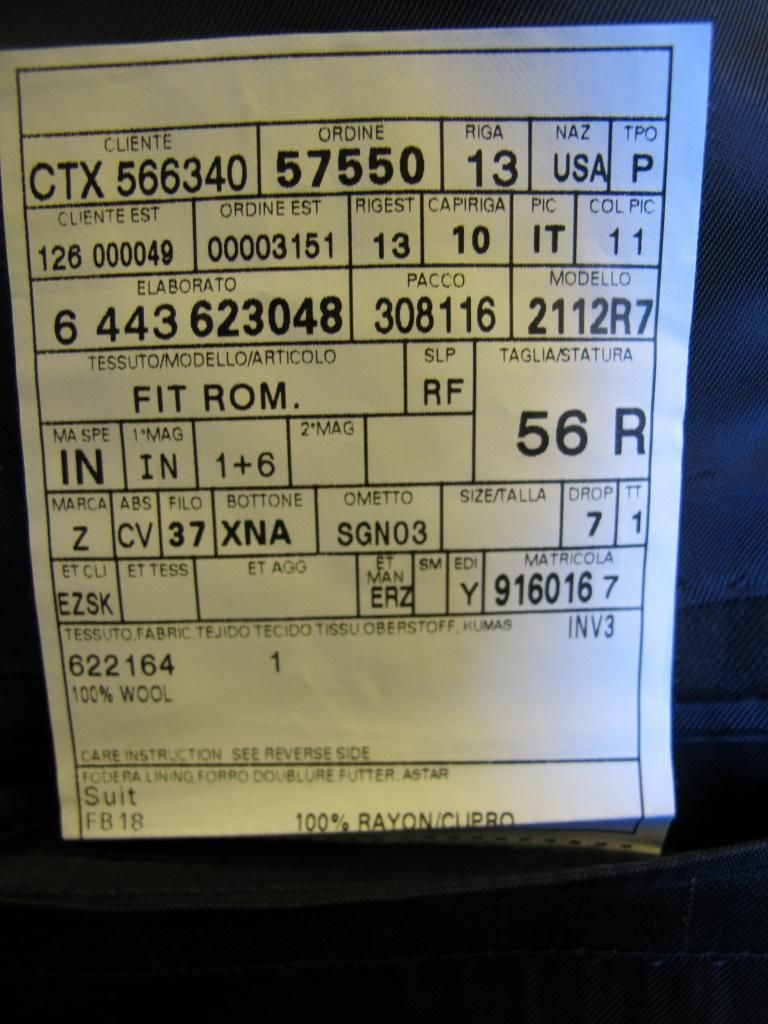 CLIENTE ORDINE RIGA NAZ TPO
CTX 566340 57550 13 USA P
CLIENTE EST ORDINE EST RIGEST CAPIRIGA PIC COL PIC
126 000049 00003151 13 10 IT 11
ELABORATO PACCO MODELLO
6 443 623048 308116 2112R7
TESSUTO/MODELLO/ARTICOLO SLP TAGLIA/STATURA
FIT ROM. RF 56 R
MA SPE 1°MAG 2°MAG
IN IN 1+6
MARCA ABS FILO BOTTONE OMETTO SIZE/TALLA DROP TT
Z CV 37 XNA SGN03 7 1
ET CLI ET TESS ET AGG ET MAN SM EDI MATRICOLA
EZSK ERZ Y 916016 7
TESSUTO.FABRIC.TEJIDO TECIDO.TISSU.OBERSTOFF. KUMAS INV3
622164 1
100% WOOL
CARE INSTRUCTION SEE REVERSE SIDE
FODERA LINING FORRO DOUBLURE FUTTER. ASTAR
Suit
FB18 100% RAYON/CUPRO